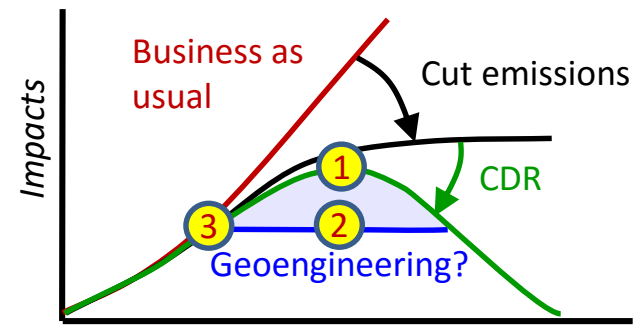 Business as
usual
Cut emissions
Impacts
1
CDR
3
2
Geoengineering?